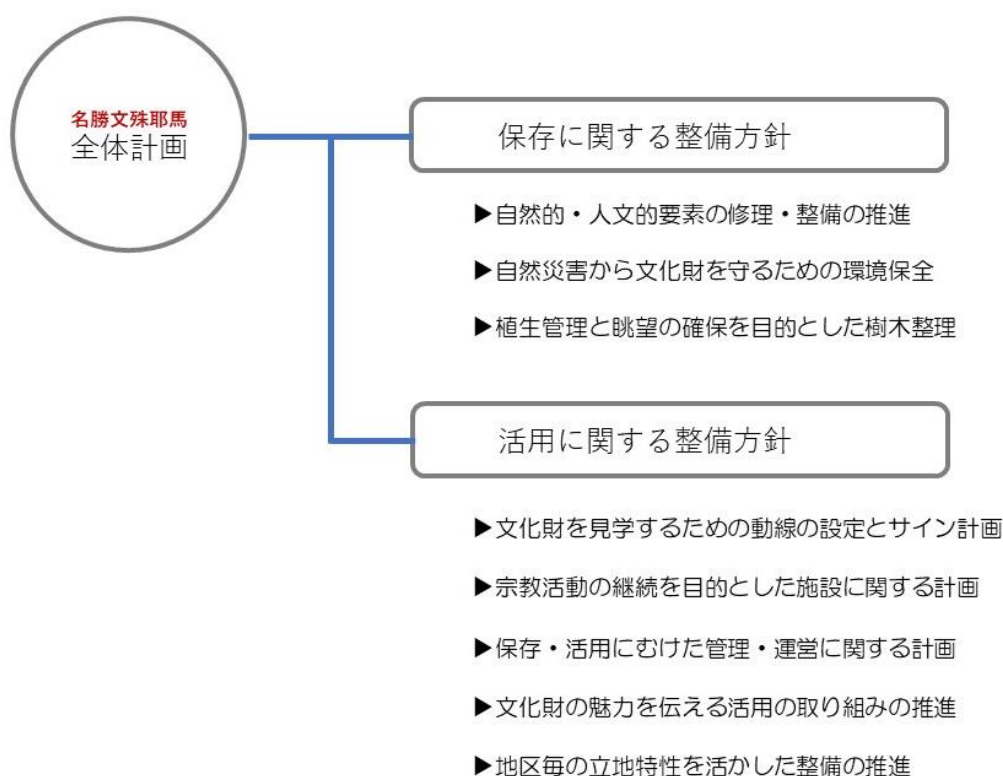 名勝文殊耶馬
全体計画
保存に関する整備方針
▶自然的・人文的要素の修理・整備の推進
▶自然災害から文化財を守るための環境保全
▶植生管理と眺望の確保を目的とした樹木整理
活用に関する整備方針
▶文化財を見学するための動線の設定とサイン計画
▶宗教活動の継続を目的とした施設に関する計画
▶保存・活用にむけた管理・運営に関する計画
▶文化財の魅力を伝える活用の取り組みの推進
▶地区毎の立地特性を活かした整備の推進